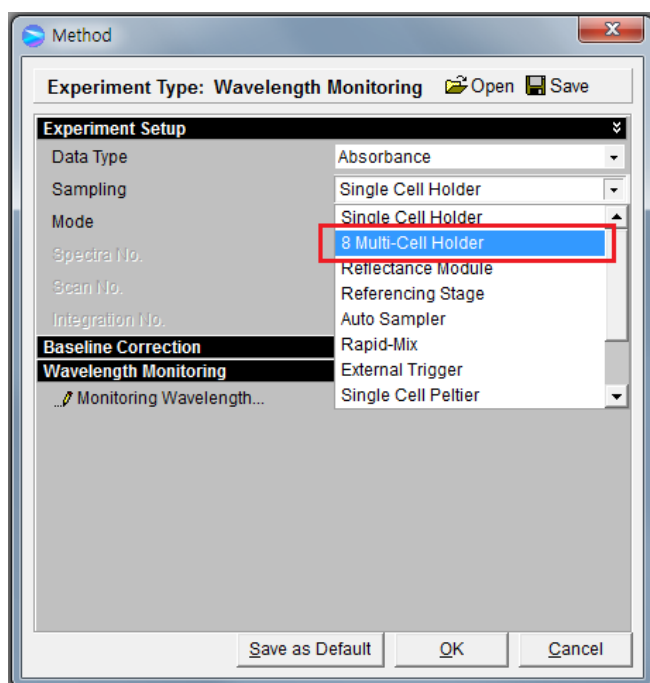 Method
Experiment Type: Wavelength Monitoring Open Save
Experiment Setup
Data Type Absorbance
Sampling Single Cell Holder
Mode Single Cell Holder
8 Multi-Cell Holder
Spectra No.
Reflectance Module
Scan No. Referencing Stage
Integration No. Auto Sampler
Baseline Correction Rapid-Mix
Wavelength Monitoring External Trigger
Monitoring Wavelength... Single Cell Peltier
Save as Default OK Cancel